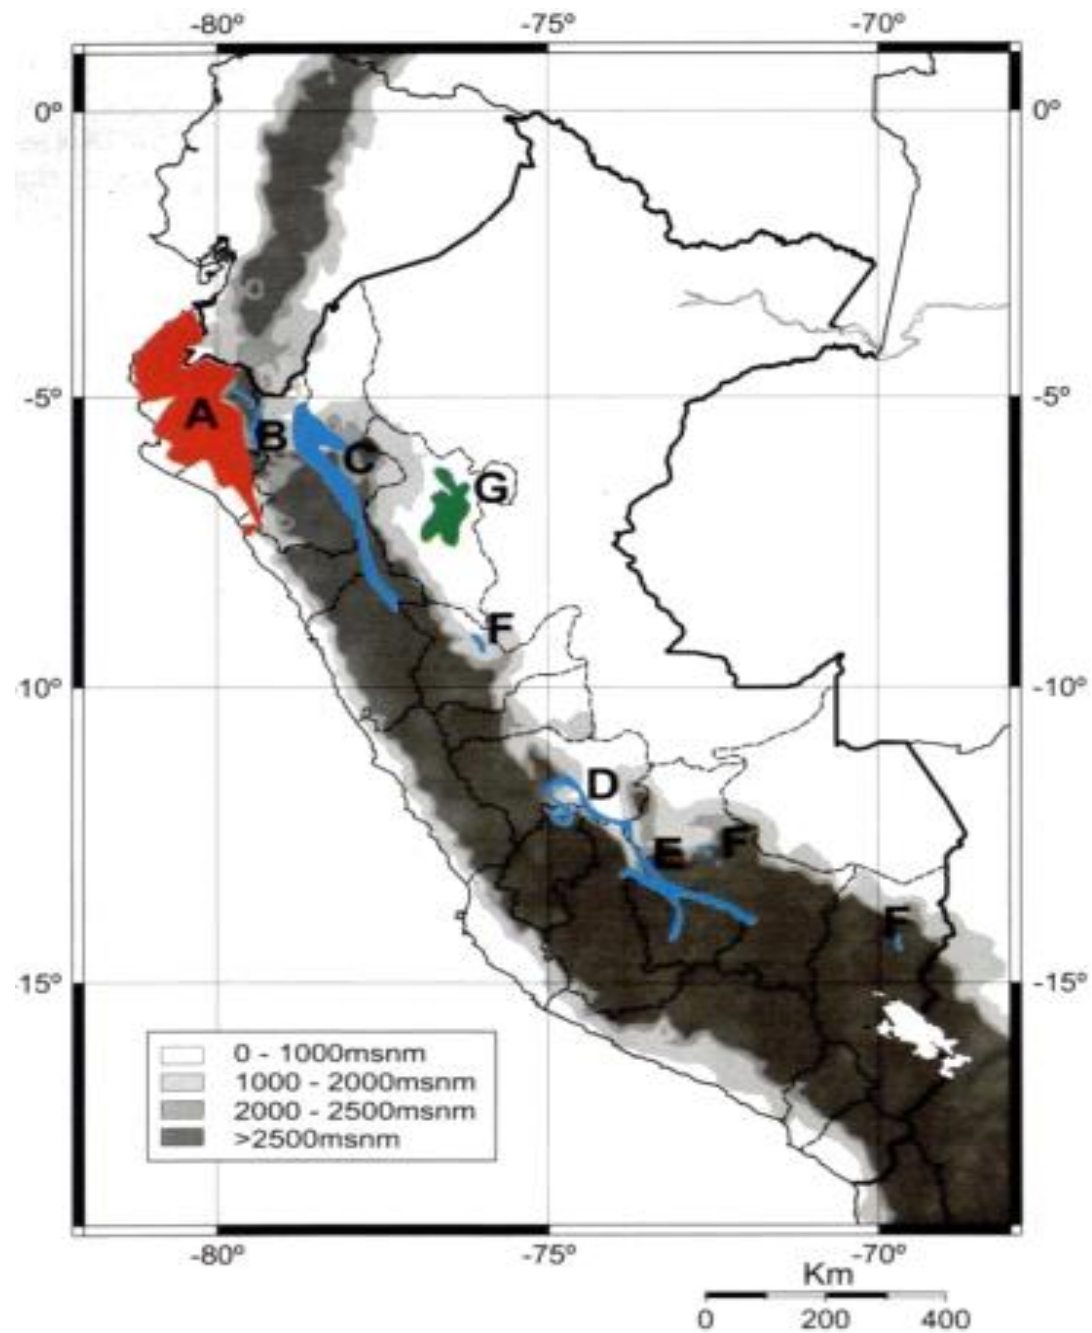 -80º -75º -70º
0º 0º
-5º -5º
A
B
C
G
F
-10º -10º
D
E F
F
-15º -15º
0 - 1000msnm
1000 - 2000msnm
2000 - 2500msnm
>2500msnm
-80º -75º -70º
Km
0 200 400